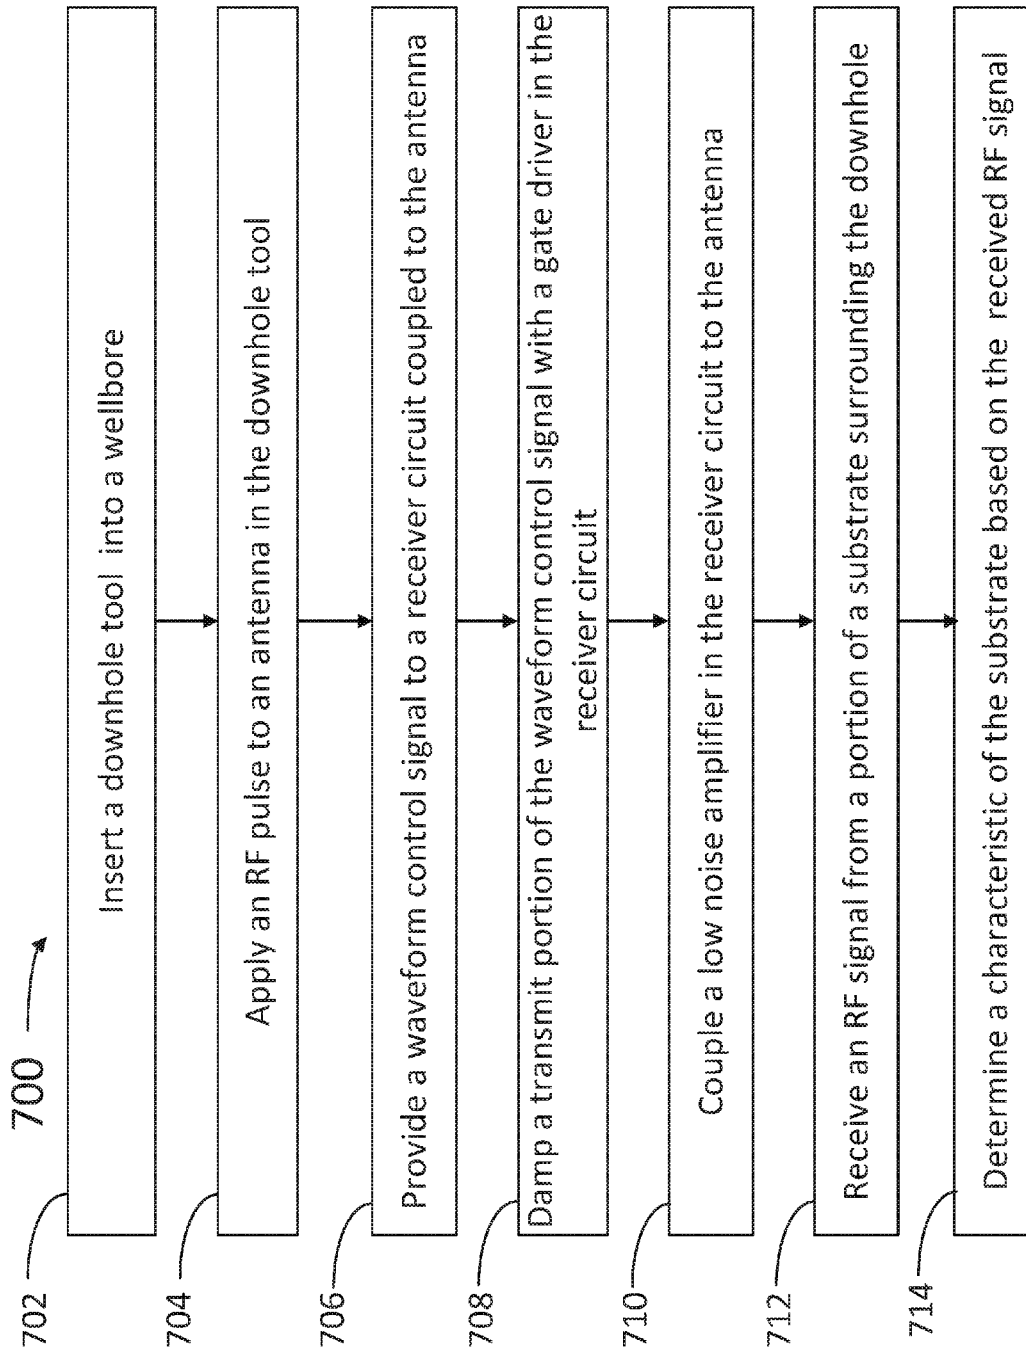 700
702
Insert a downhole tool into a wellbore
704
Apply an RF pulse to an antenna in the downhole tool
706
Provide a waveform control signal to a receiver circuit coupled to the antenna
708
Damp a transmit portion of the waveform control signal with a gate driver in the
receiver circuit
710
Couple a low noise amplifier in the receiver circuit to the antenna
712
Receive an RF signal from a portion of a substrate surrounding the downhole
714
Determine a characteristic of the substrate based on the received RF signal